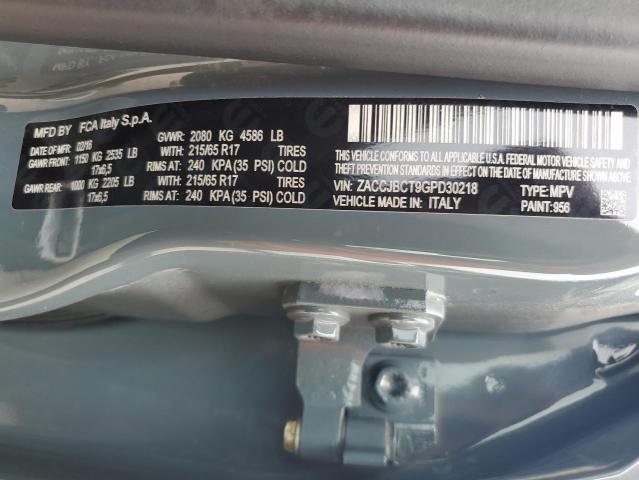 MFD BY FCA Italy S.p.A.
DATE OF MFR: 02/16 GVWR: 2080 KG 4586 LB
GAWR FRONT: 1150 KG 2535 LB WITH: 215/65 R17 TIRES
17x6,5 RIMS AT: 240 KPA(35 PSI) COLD
GAWR REAR: 1000 KG 2205 LB WITH: 215/65 R17 TIRES
17x6,5 RIMS AT: 240 KPA(35 PSI) COLD
THIS VEHICLE CONFORMS TO ALL APPLICABLE
FEDERAL MOTOR VEHICLE SAFETY, BUMPER, AND
THEFT PREVENTION STANDARDS IN EFFECT ON
THE DATE OF MANUFACTURE SHOWN ABOVE.
VIN: ZACCJBCT9GPD30218 TYPE: MPV
VEHICLE MADE IN: ITALY PAINT: 956